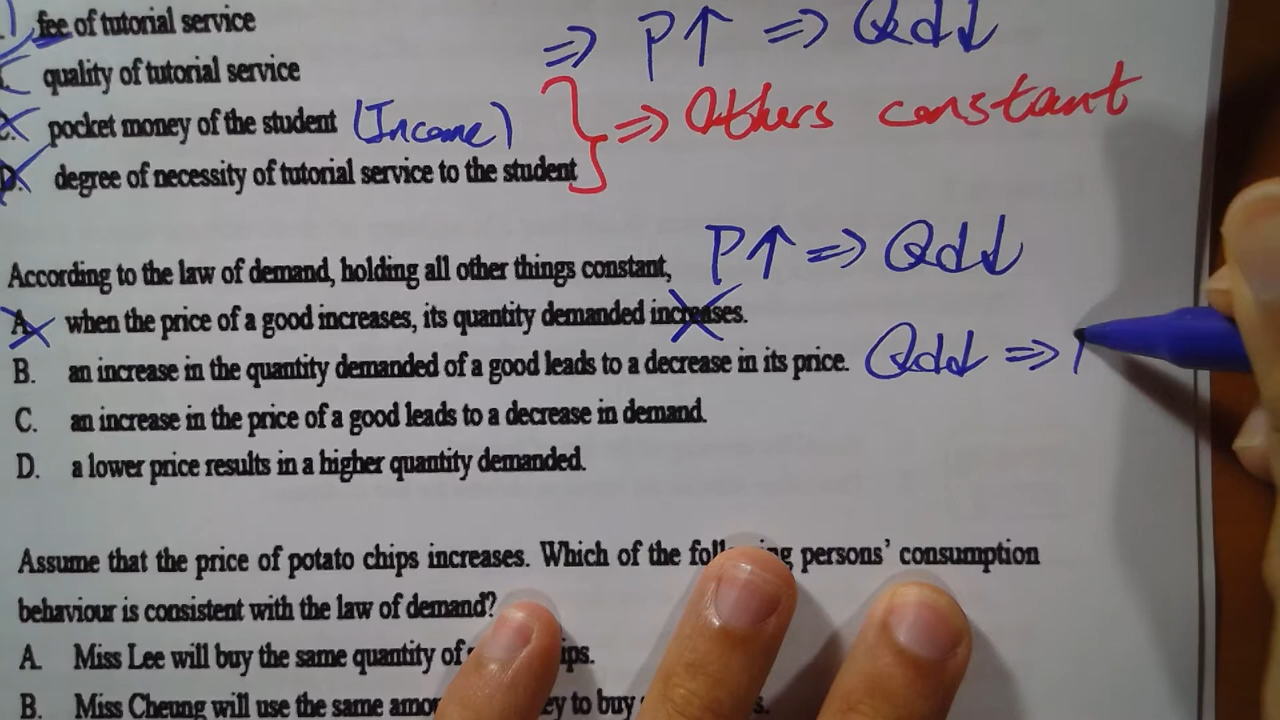 fee of tutorial service ⇒ P↑ ⇒ Qd↓
quality of tutorial service
pocket money of the student (Income) } ⇒ Others constant
D. degree of necessity of tutorial service to the student
According to the law of demand, holding all other things constant, P↑ ⇒ Qd↓
A. when the price of a good increases, its quantity demanded increases.
B. an increase in the quantity demanded of a good leads to a decrease in its price. Qd↓ ⇒
C. an increase in the price of a good leads to a decrease in demand.
D. a lower price results in a higher quantity demanded.
Assume that the price of potato chips increases. Which of the persons' consumption
behaviour is consistent with the law of demand?
A. Miss Lee will buy the same quantity of
B. Miss Cheung will use the same to buy